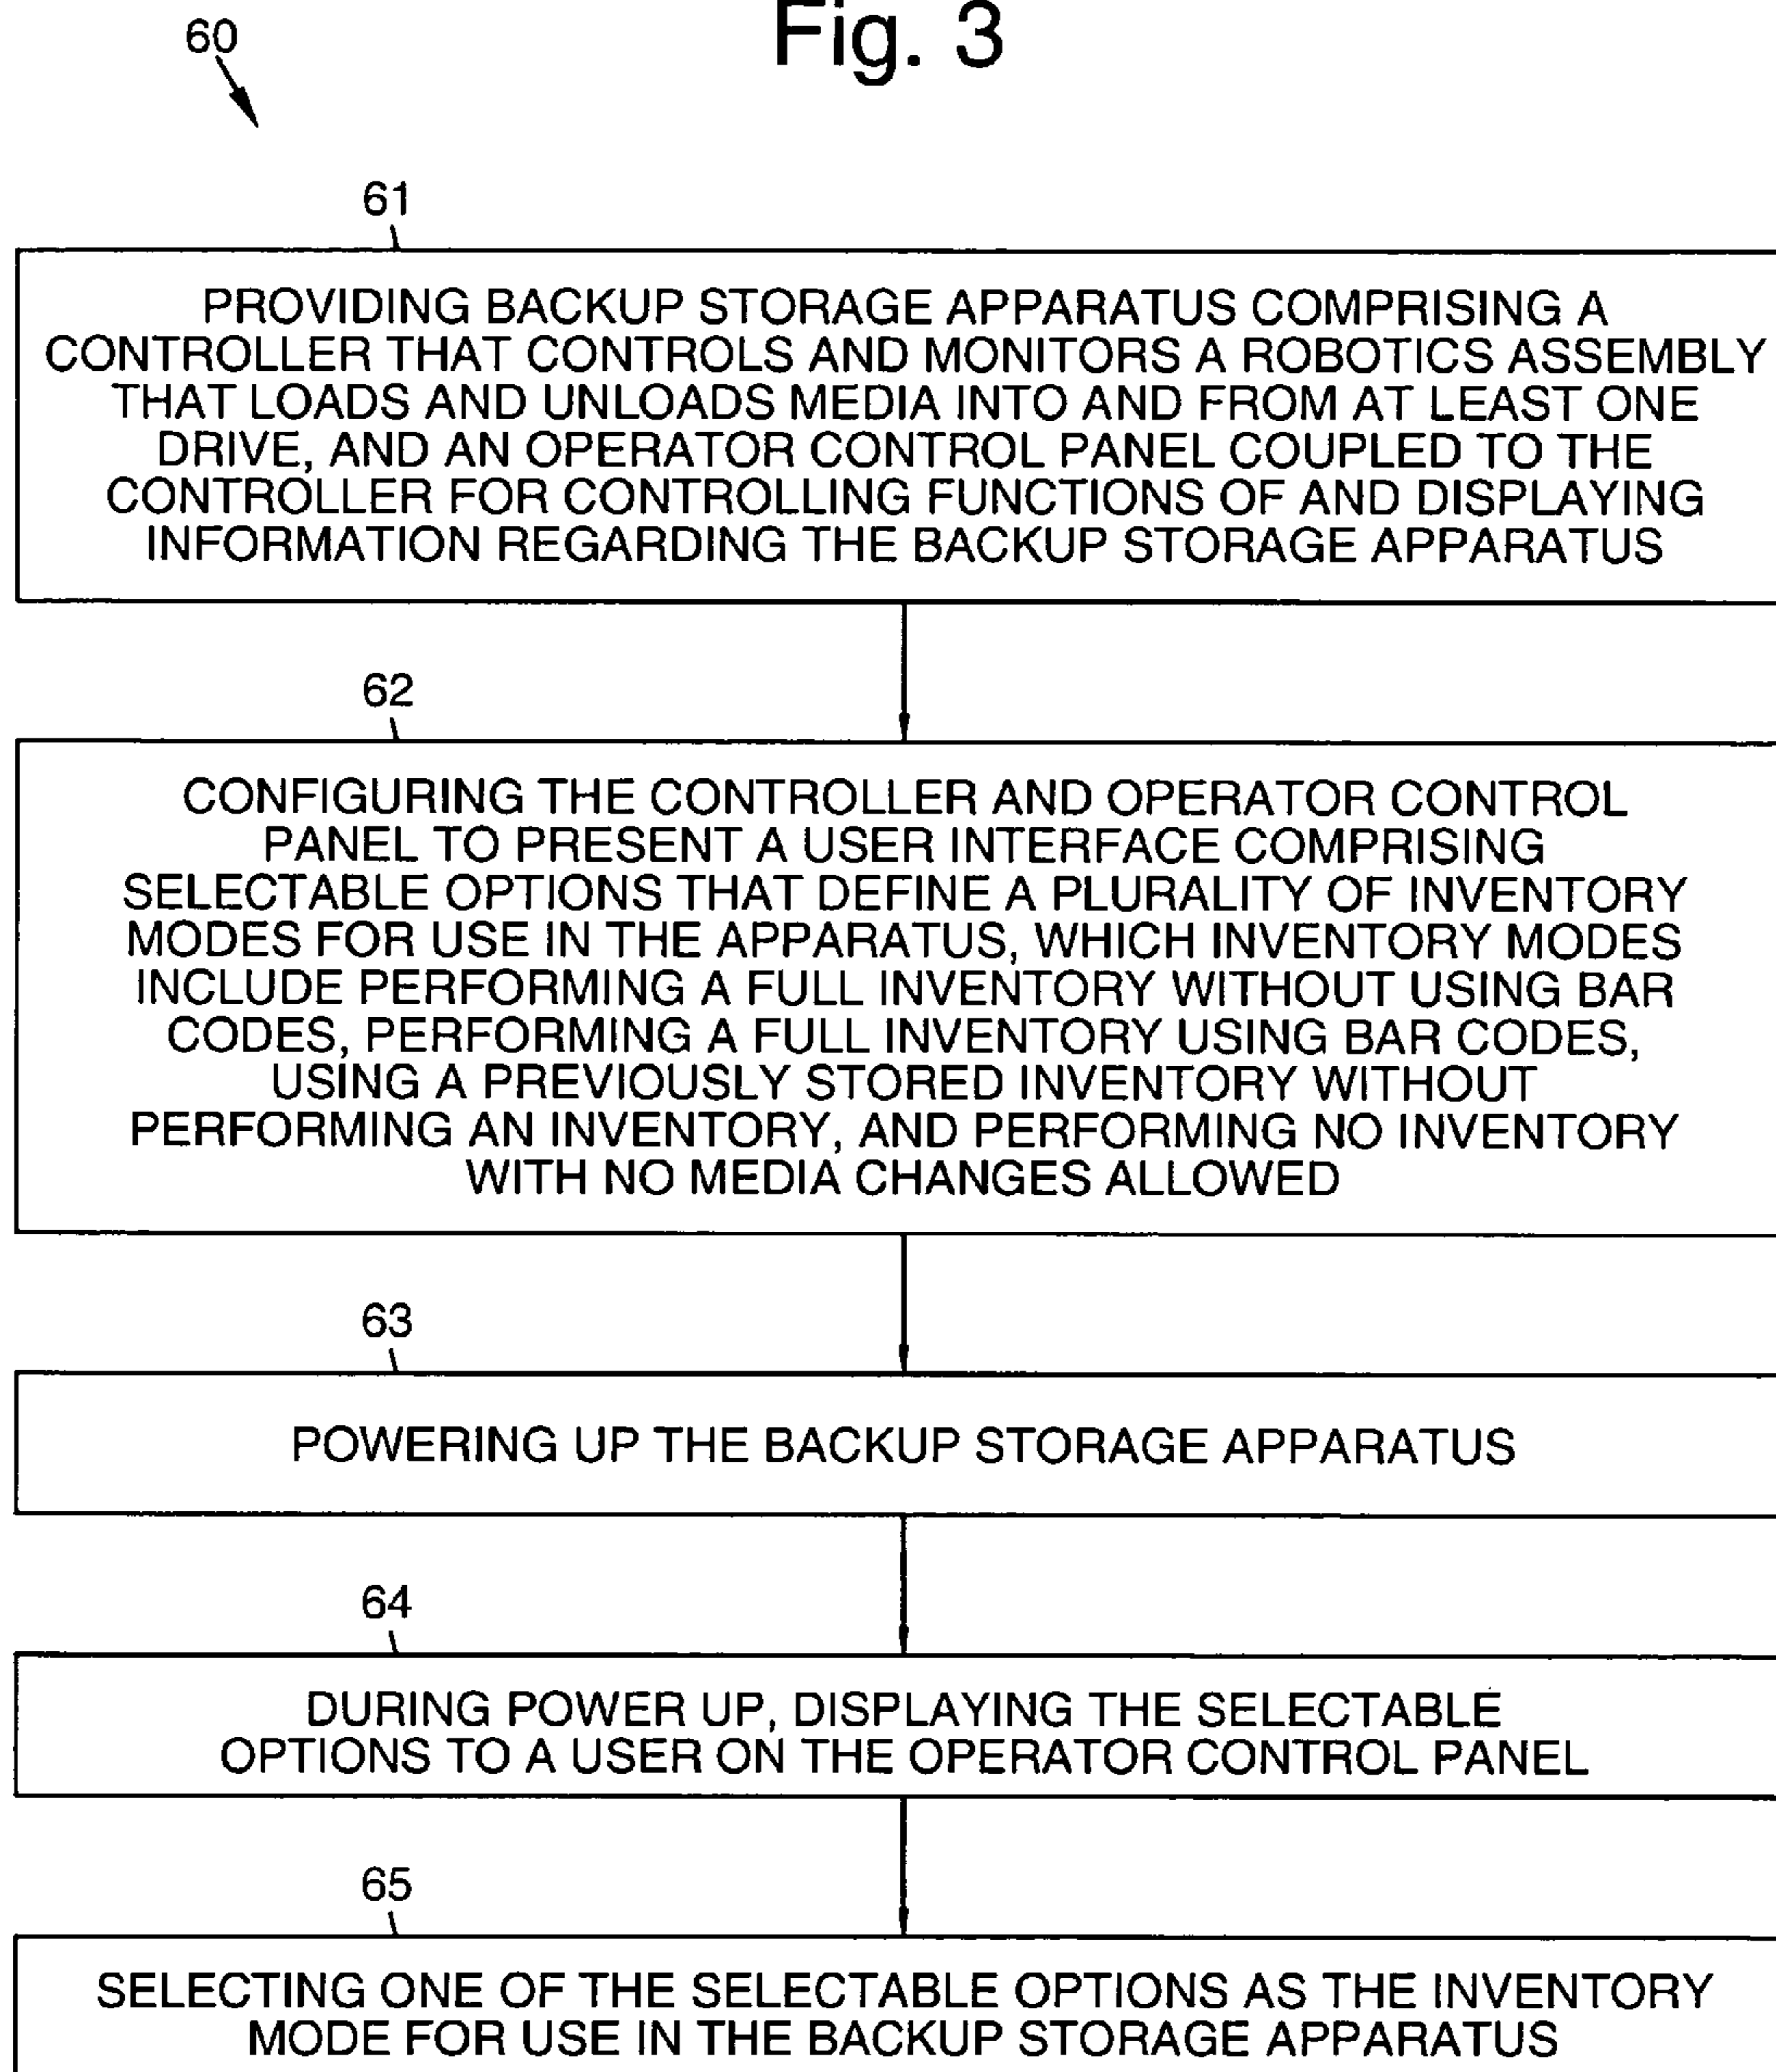 Fig. 3
60
61
PROVIDING BACKUP STORAGE APPARATUS COMPRISING A
CONTROLLER THAT CONTROLS AND MONITORS A ROBOTICS ASSEMBLY
THAT LOADS AND UNLOADS MEDIA INTO AND FROM AT LEAST ONE
DRIVE, AND AN OPERATOR CONTROL PANEL COUPLED TO THE
CONTROLLER FOR CONTROLLING FUNCTIONS OF AND DISPLAYING
INFORMATION REGARDING THE BACKUP STORAGE APPARATUS
62
CONFIGURING THE CONTROLLER AND OPERATOR CONTROL
PANEL TO PRESENT A USER INTERFACE COMPRISING
SELECTABLE OPTIONS THAT DEFINE A PLURALITY OF INVENTORY
MODES FOR USE IN THE APPARATUS, WHICH INVENTORY MODES
INCLUDE PERFORMING A FULL INVENTORY WITHOUT USING BAR
CODES, PERFORMING A FULL INVENTORY USING BAR CODES,
USING A PREVIOUSLY STORED INVENTORY WITHOUT
PERFORMING AN INVENTORY, AND PERFORMING NO INVENTORY
WITH NO MEDIA CHANGES ALLOWED
63
POWERING UP THE BACKUP STORAGE APPARATUS
64
DURING POWER UP, DISPLAYING THE SELECTABLE
OPTIONS TO A USER ON THE OPERATOR CONTROL PANEL
65
SELECTING ONE OF THE SELECTABLE OPTIONS AS THE INVENTORY
MODE FOR USE IN THE BACKUP STORAGE APPARATUS